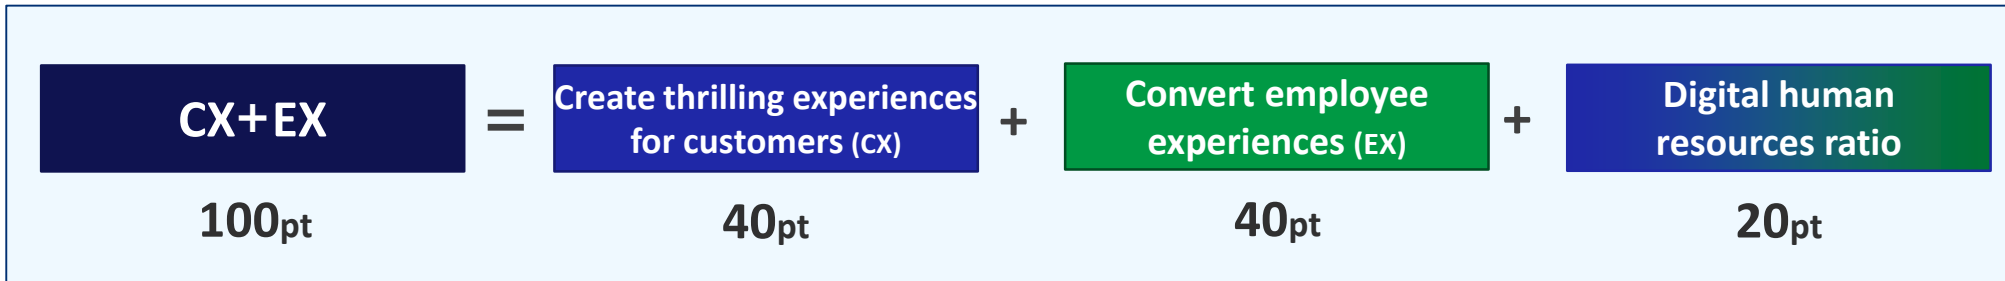 CX+EX
=
Create thrilling experiences
for customers (CX)
+
Convert employee
experiences (EX)
+
Digital human
resources ratio
100pt
40pt
40pt
20pt